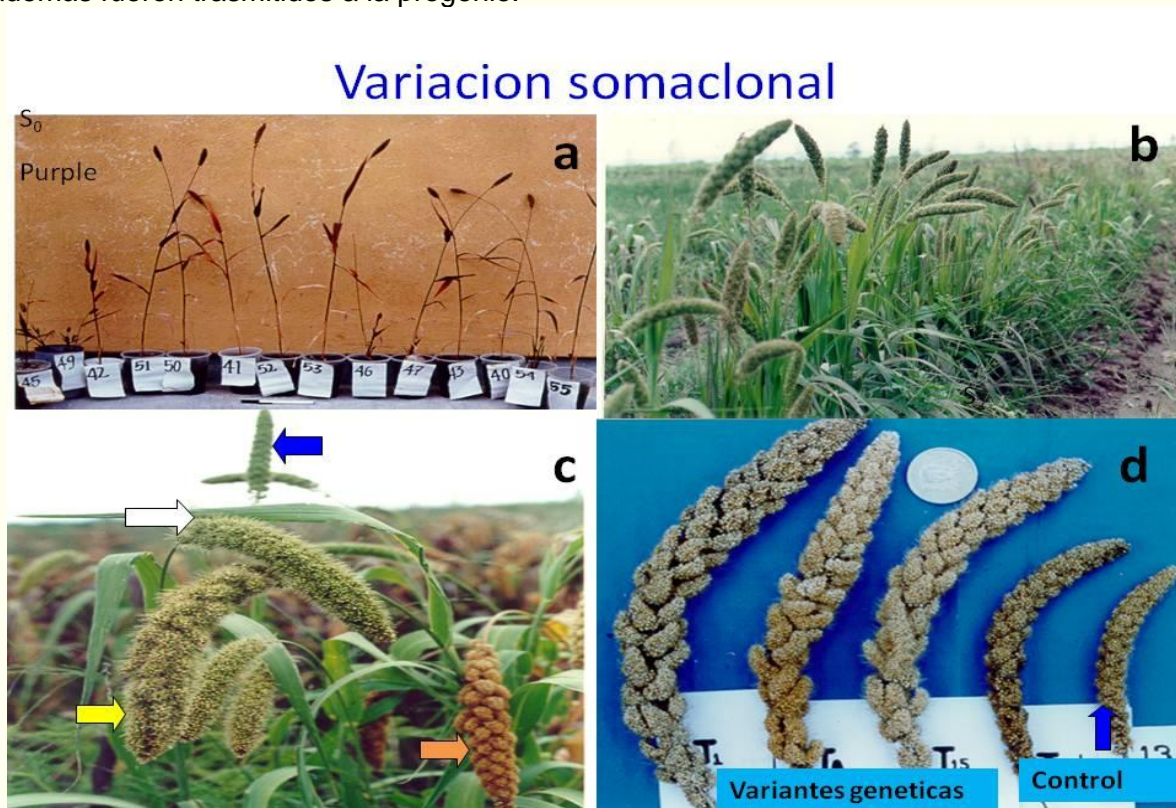 además fueron trasmitidos a la progenie.
Variacion somaclonal
S₀
Purple
a
b
45
49
42
51
50
41
52
53
46
47
43
40
54
55
c
d
T₁
T₁₅
13
Variantes geneticas
Control